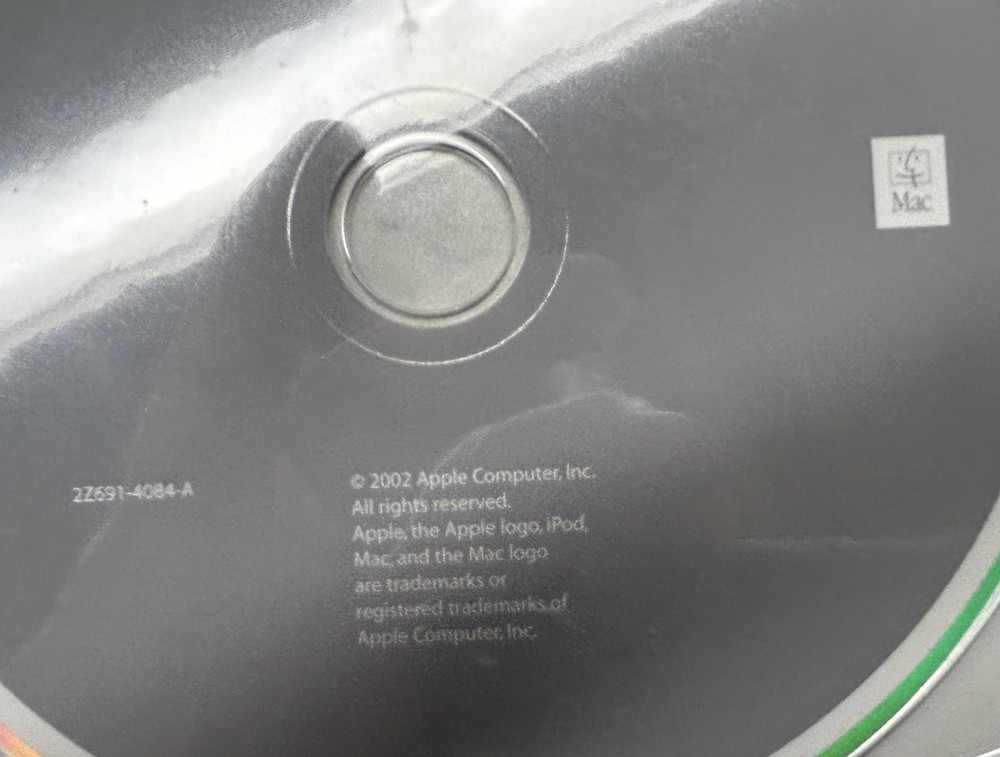 Mac
2Z691-4084-A
© 2002 Apple Computer, Inc.
All rights reserved.
Apple, the Apple logo, iPod,
Mac, and the Mac logo
are trademarks or
registered trademarks of
Apple Computer, Inc.